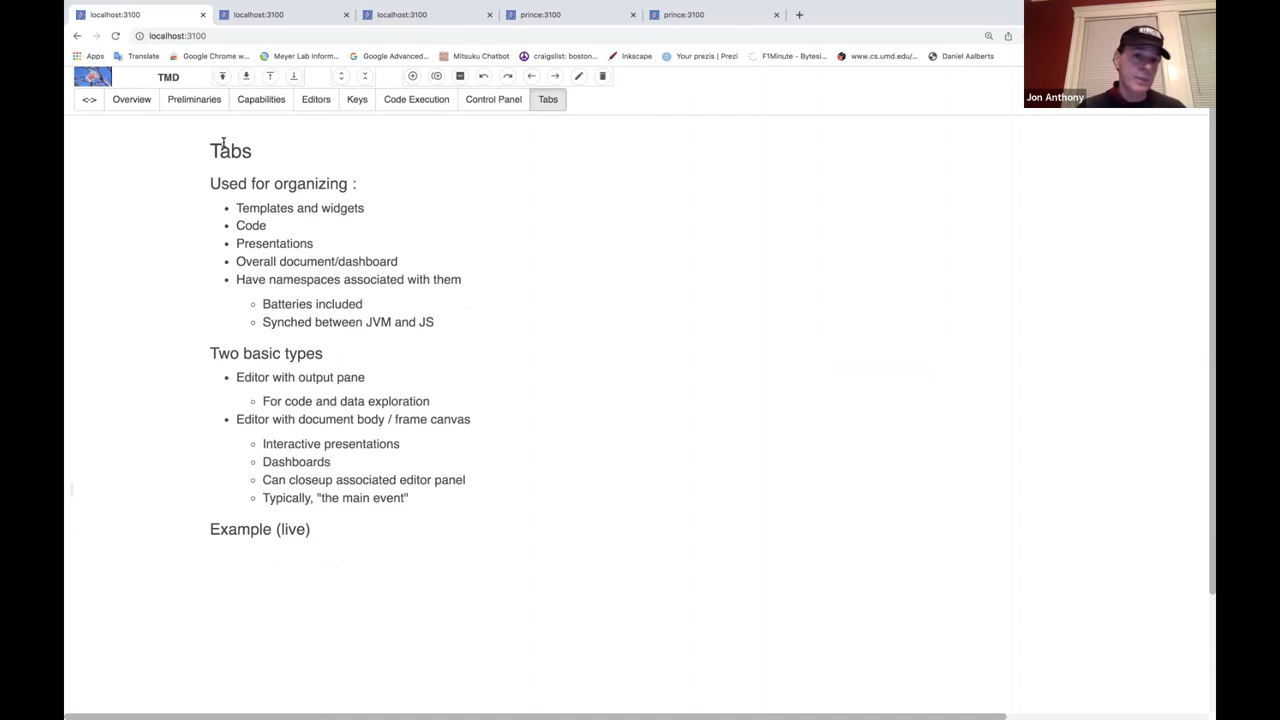 localhost:3100
localhost:3100
localhost:3100
prince:3100
prince:3100
localhost:3100
Apps
Translate
Google Chrome w...
Meyer Lab Inform...
Google Advanced...
Mitsuku Chatbot
craigslist: boston...
Inkscape
Your prezis | Prezi
F1Minute - Bytesi...
www.cs.umd.edu/...
Daniel Aalberts
TMD
<-> Overview Preliminaries Capabilities Editors Keys Code Execution Control Panel Tabs
Jon Anthony
Tabs
Used for organizing :
• Templates and widgets
• Code
• Presentations
• Overall document/dashboard
• Have namespaces associated with them
◦ Batteries included
◦ Synched between JVM and JS
Two basic types
• Editor with output pane
◦ For code and data exploration
• Editor with document body / frame canvas
◦ Interactive presentations
◦ Dashboards
◦ Can closeup associated editor panel
◦ Typically, "the main event"
Example (live)